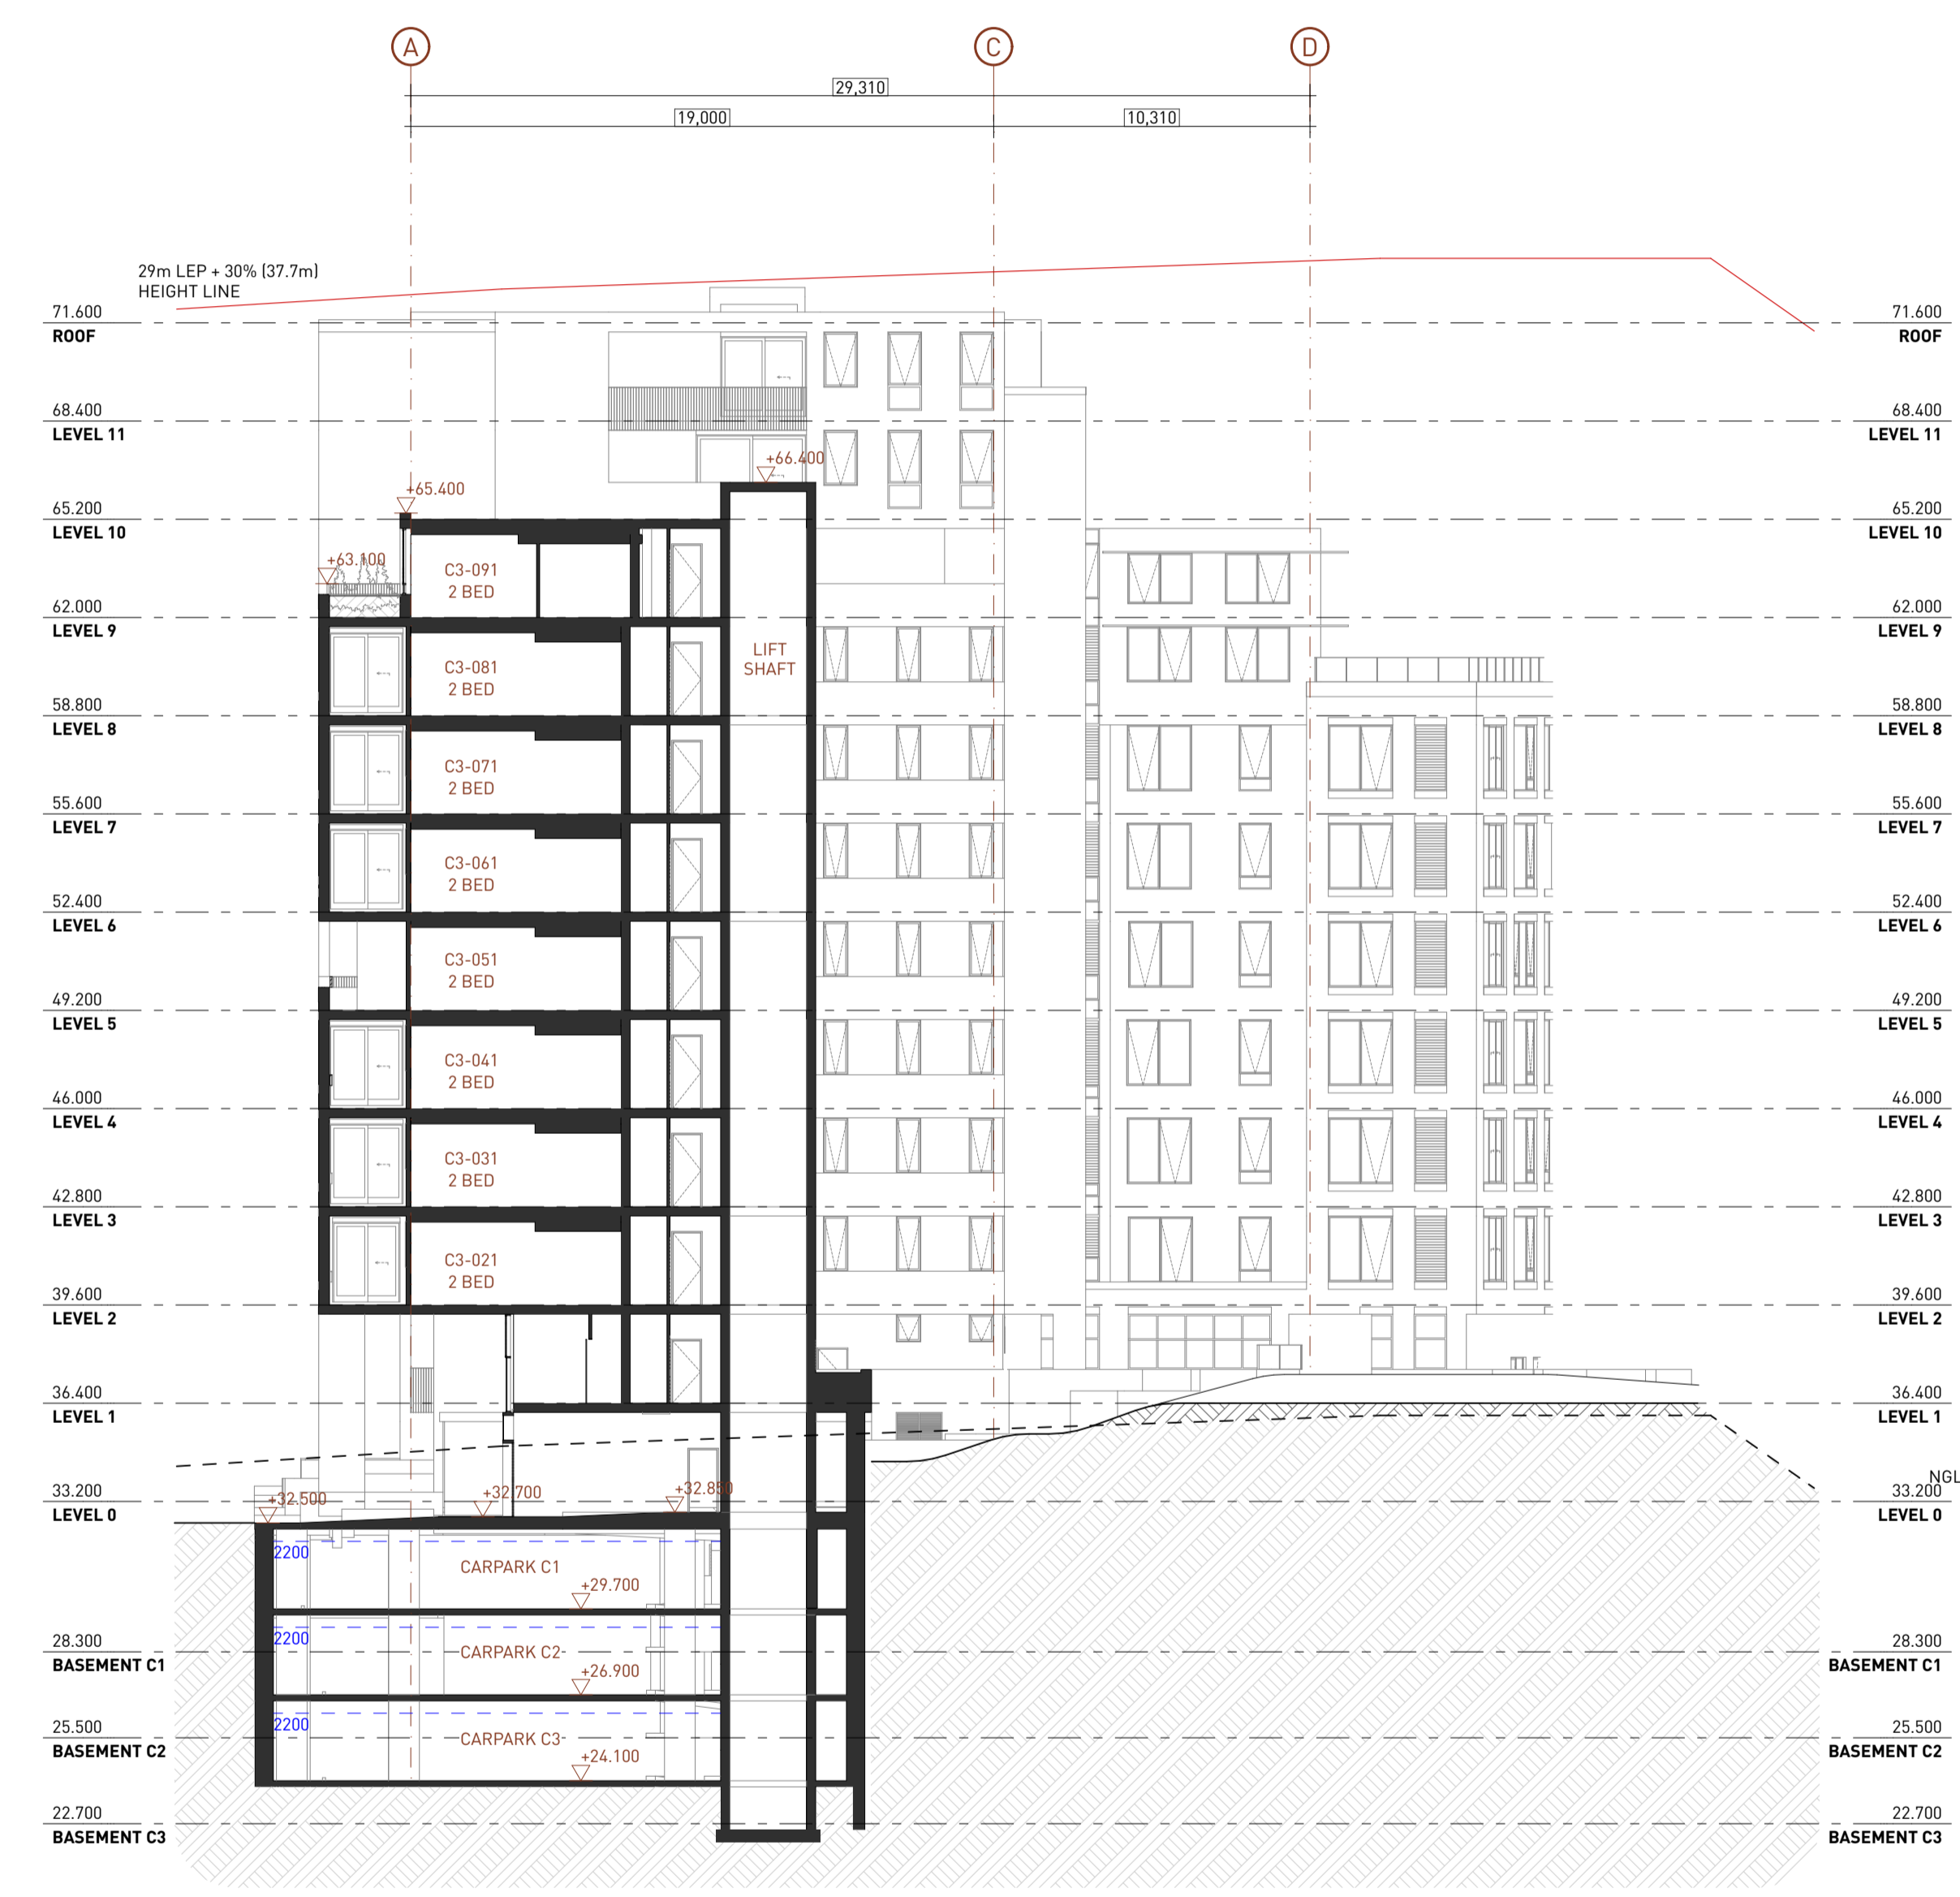 A
C
D
29,310
19,000
10,310
29m LEP + 30% (37.7m)
HEIGHT LINE
71.600
ROOF
71.600
ROOF
68.400
LEVEL 11
68.400
LEVEL 11
+66.400
+65.400
65.200
LEVEL 10
65.200
LEVEL 10
+63.100
C3-091
2 BED
62.000
LEVEL 9
62.000
LEVEL 9
LIFT
SHAFT
C3-081
2 BED
58.800
LEVEL 8
58.800
LEVEL 8
C3-071
2 BED
55.600
LEVEL 7
55.600
LEVEL 7
C3-061
2 BED
52.400
LEVEL 6
52.400
LEVEL 6
C3-051
2 BED
49.200
LEVEL 5
49.200
LEVEL 5
C3-041
2 BED
46.000
LEVEL 4
46.000
LEVEL 4
C3-031
2 BED
42.800
LEVEL 3
42.800
LEVEL 3
C3-021
2 BED
39.600
LEVEL 2
39.600
LEVEL 2
36.400
LEVEL 1
36.400
LEVEL 1
NGL
33.200
LEVEL 0
33.200
LEVEL 0
+32.500
+32.700
+32.850
2200
CARPARK C1
+29.700
2200
CARPARK C2
28.300
BASEMENT C1
28.300
BASEMENT C1
+26.900
2200
CARPARK C3
25.500
BASEMENT C2
25.500
BASEMENT C2
+24.100
22.700
BASEMENT C3
22.700
BASEMENT C3